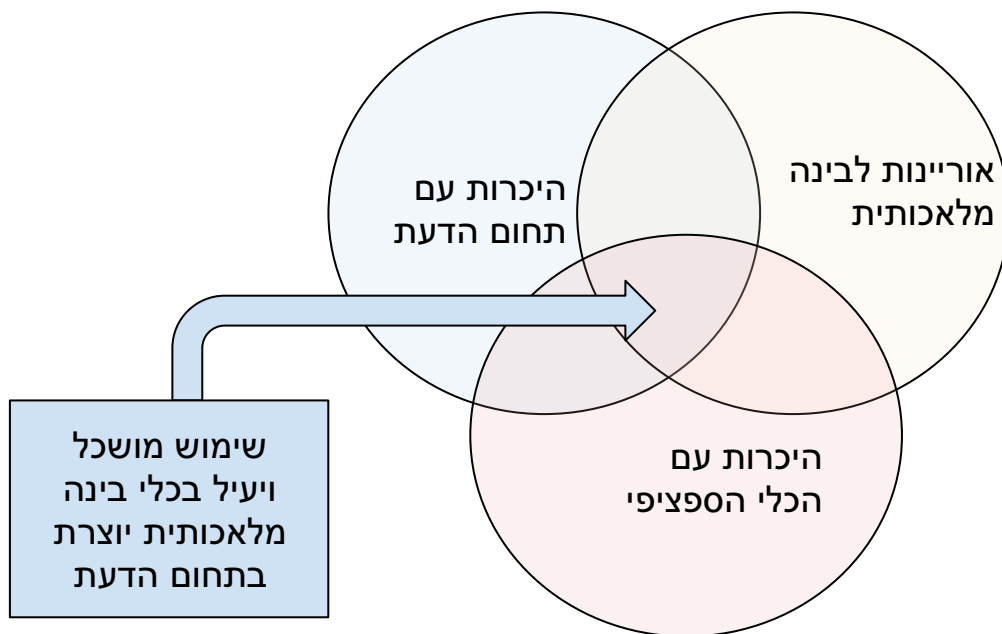 אוריינות לבינה
מלאכותית
היכרות עם
תחום הדעת
היכרות עם
הכלי הספציפי
שימוש מושכל
ויעיל בכלי בינה
מלאכותית יוצרת
בתחום הדעת